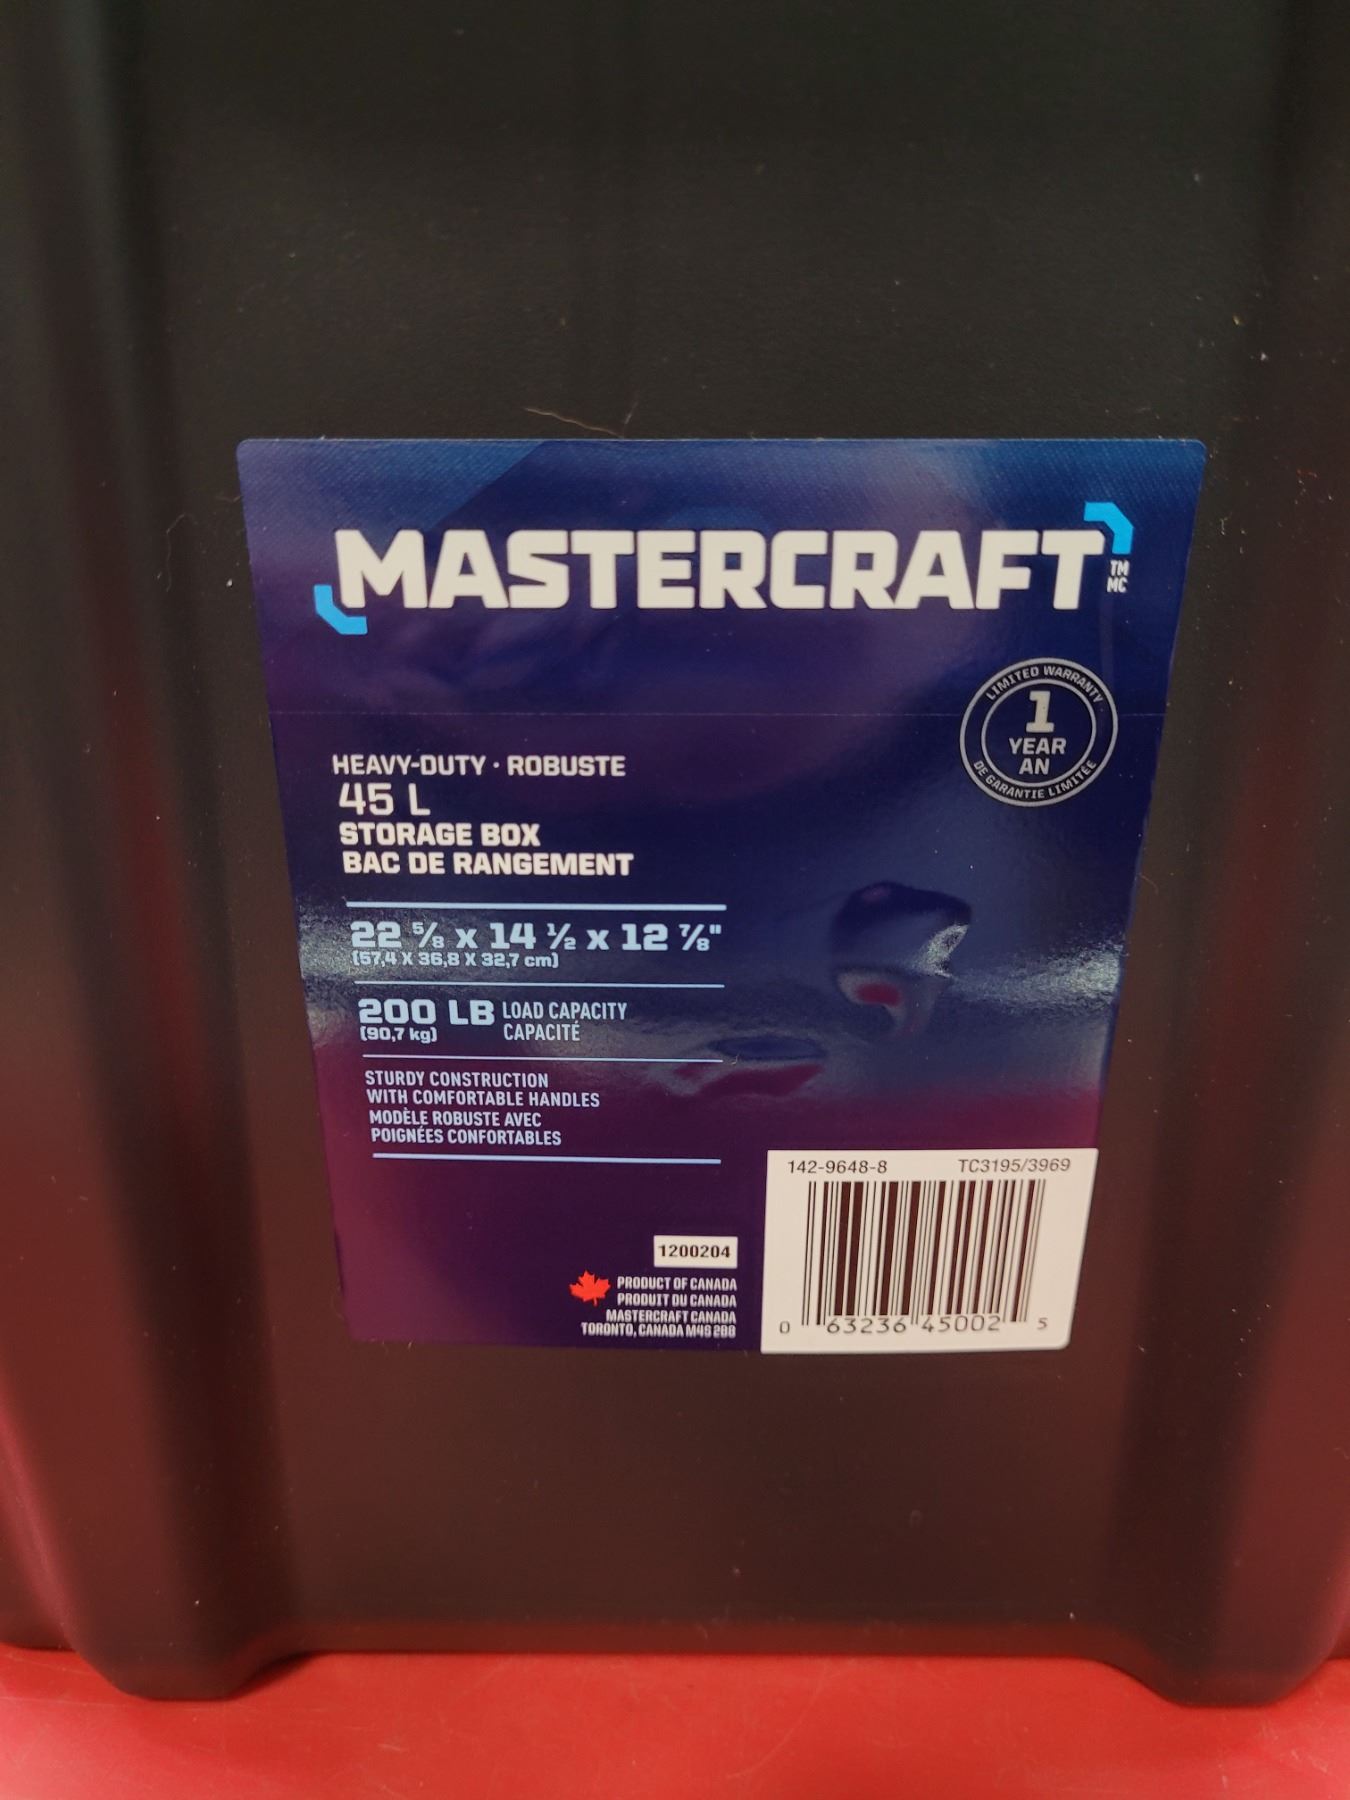 MASTERCRAFT
TM
MC
LIMITED WARRANTY
1
YEAR
AN
DE GARANTIE LIMITÉE
HEAVY-DUTY · ROBUSTE
45 L
STORAGE BOX
BAC DE RANGEMENT
22 ⅝ x 14 ½ x 12 ⅞"
(57,4 X 36,8 X 32,7 cm)
200 LB LOAD CAPACITY
(90,7 kg) CAPACITÉ
STURDY CONSTRUCTION
WITH COMFORTABLE HANDLES
MODÈLE ROBUSTE AVEC
POIGNÉES CONFORTABLES
142-9648-8 TC3195/3969
1200204
PRODUCT OF CANADA
PRODUIT DU CANADA
MASTERCRAFT CANADA
TORONTO, CANADA M4S 2B8
0 63236 45002 5